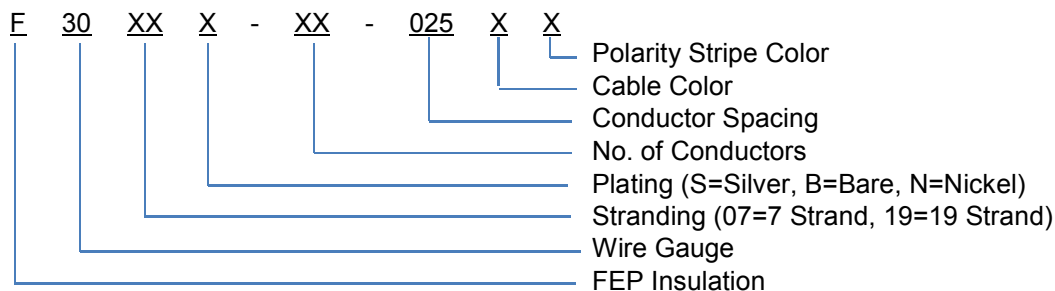 F 30 XX X - XX - 025 X X
Polarity Stripe Color
Cable Color
Conductor Spacing
No. of Conductors
Plating (S=Silver, B=Bare, N=Nickel)
Stranding (07=7 Strand, 19=19 Strand)
Wire Gauge
FEP Insulation